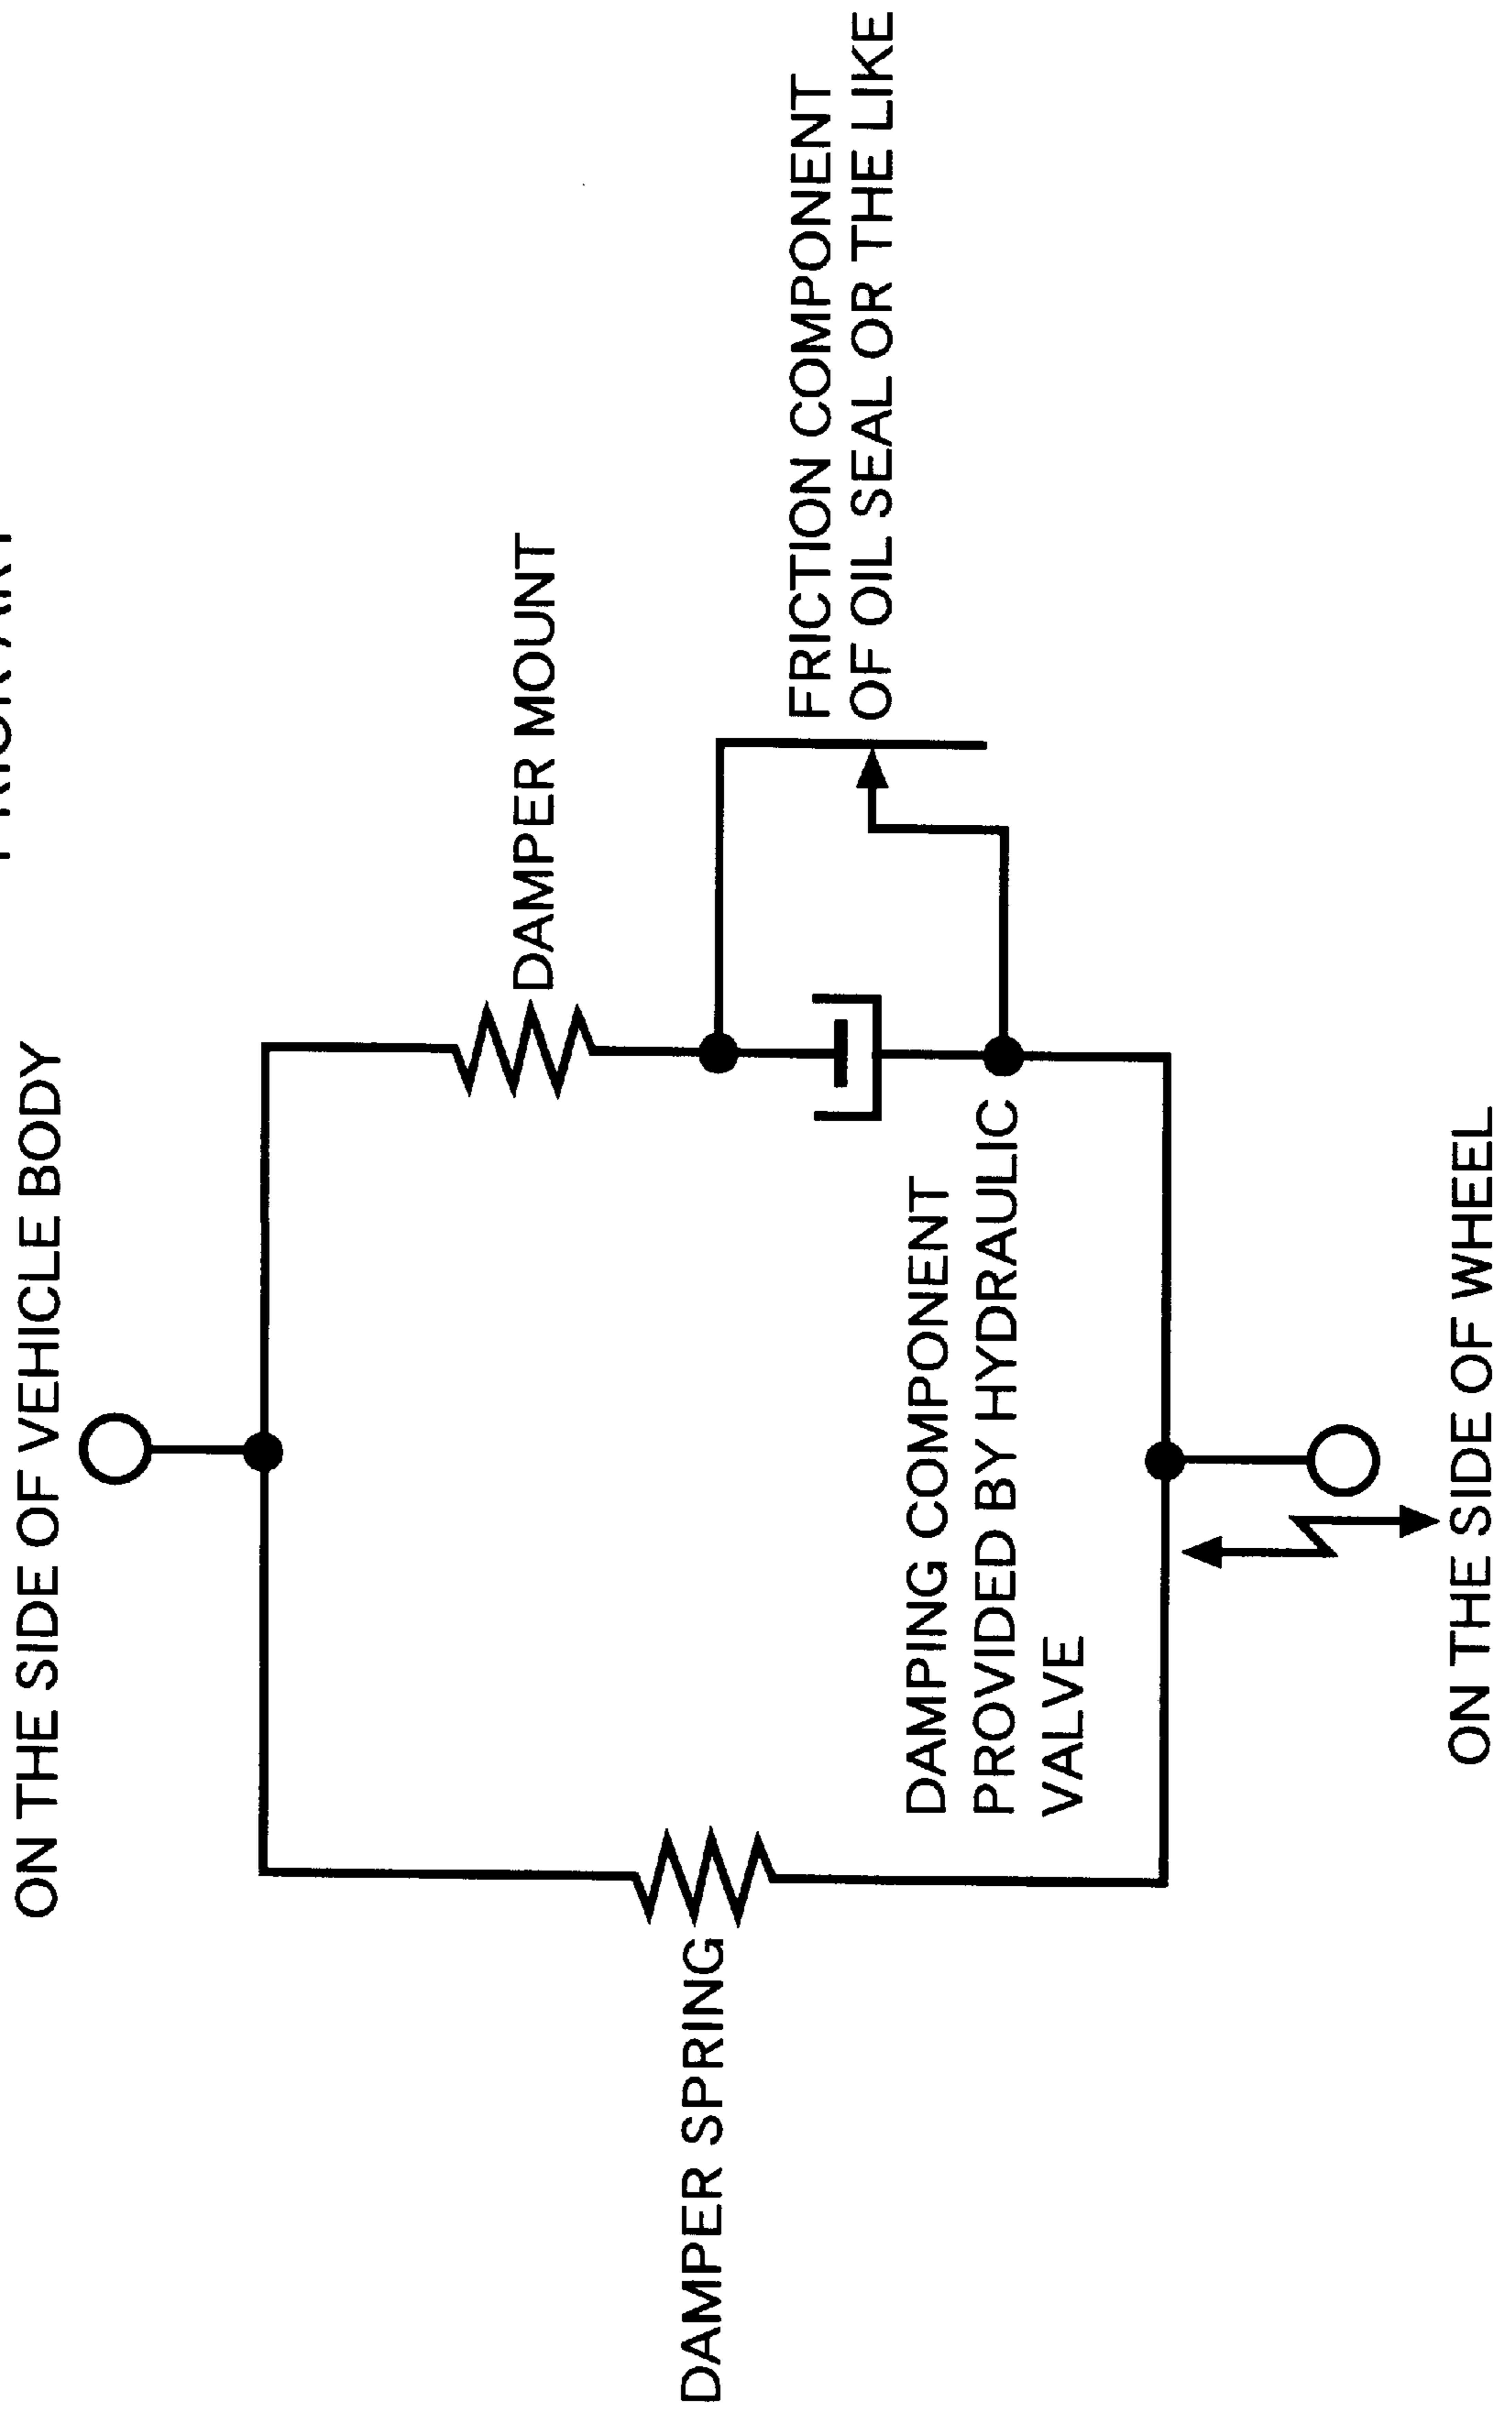 ON THE SIDE OF VEHICLE BODY
DAMPER MOUNT
FRICTION COMPONENT
OF OIL SEAL OR THE LIKE
DAMPER SPRING
DAMPING COMPONENT
PROVIDED BY HYDRAULIC
VALVE
ON THE SIDE OF WHEEL